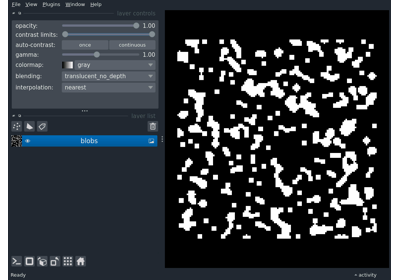 File View Plugins Window Help
layer controls
opacity: 1.00
contrast limits:
auto-contrast: once continuous
gamma: 1.00
colormap: gray
blending: translucent_no_depth
interpolation: nearest
layer list
blobs
Ready
activity